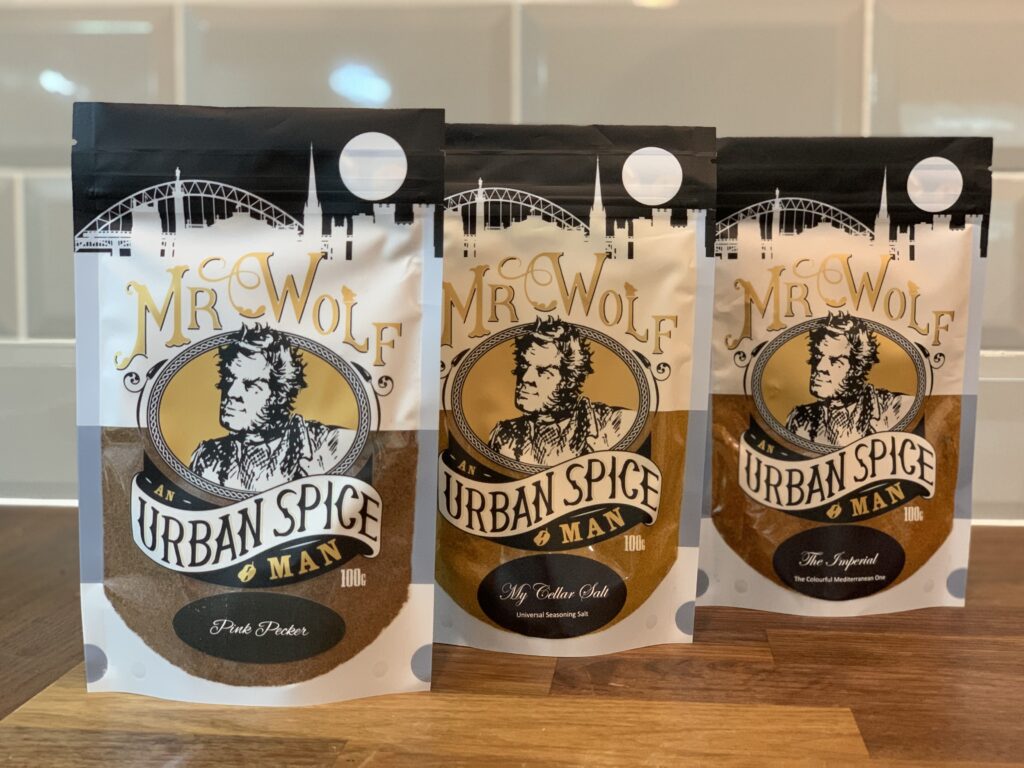 Mr Wolf
AN
URBAN SPICE
MAN
100G
Pink Pecker
Mr Wolf
AN
URBAN SPICE
MAN
100G
My Cellar Salt
Universal Seasoning Salt
Mr Wolf
AN
URBAN SPICE
MAN
100G
The Imperial
The Colourful Mediterranean One